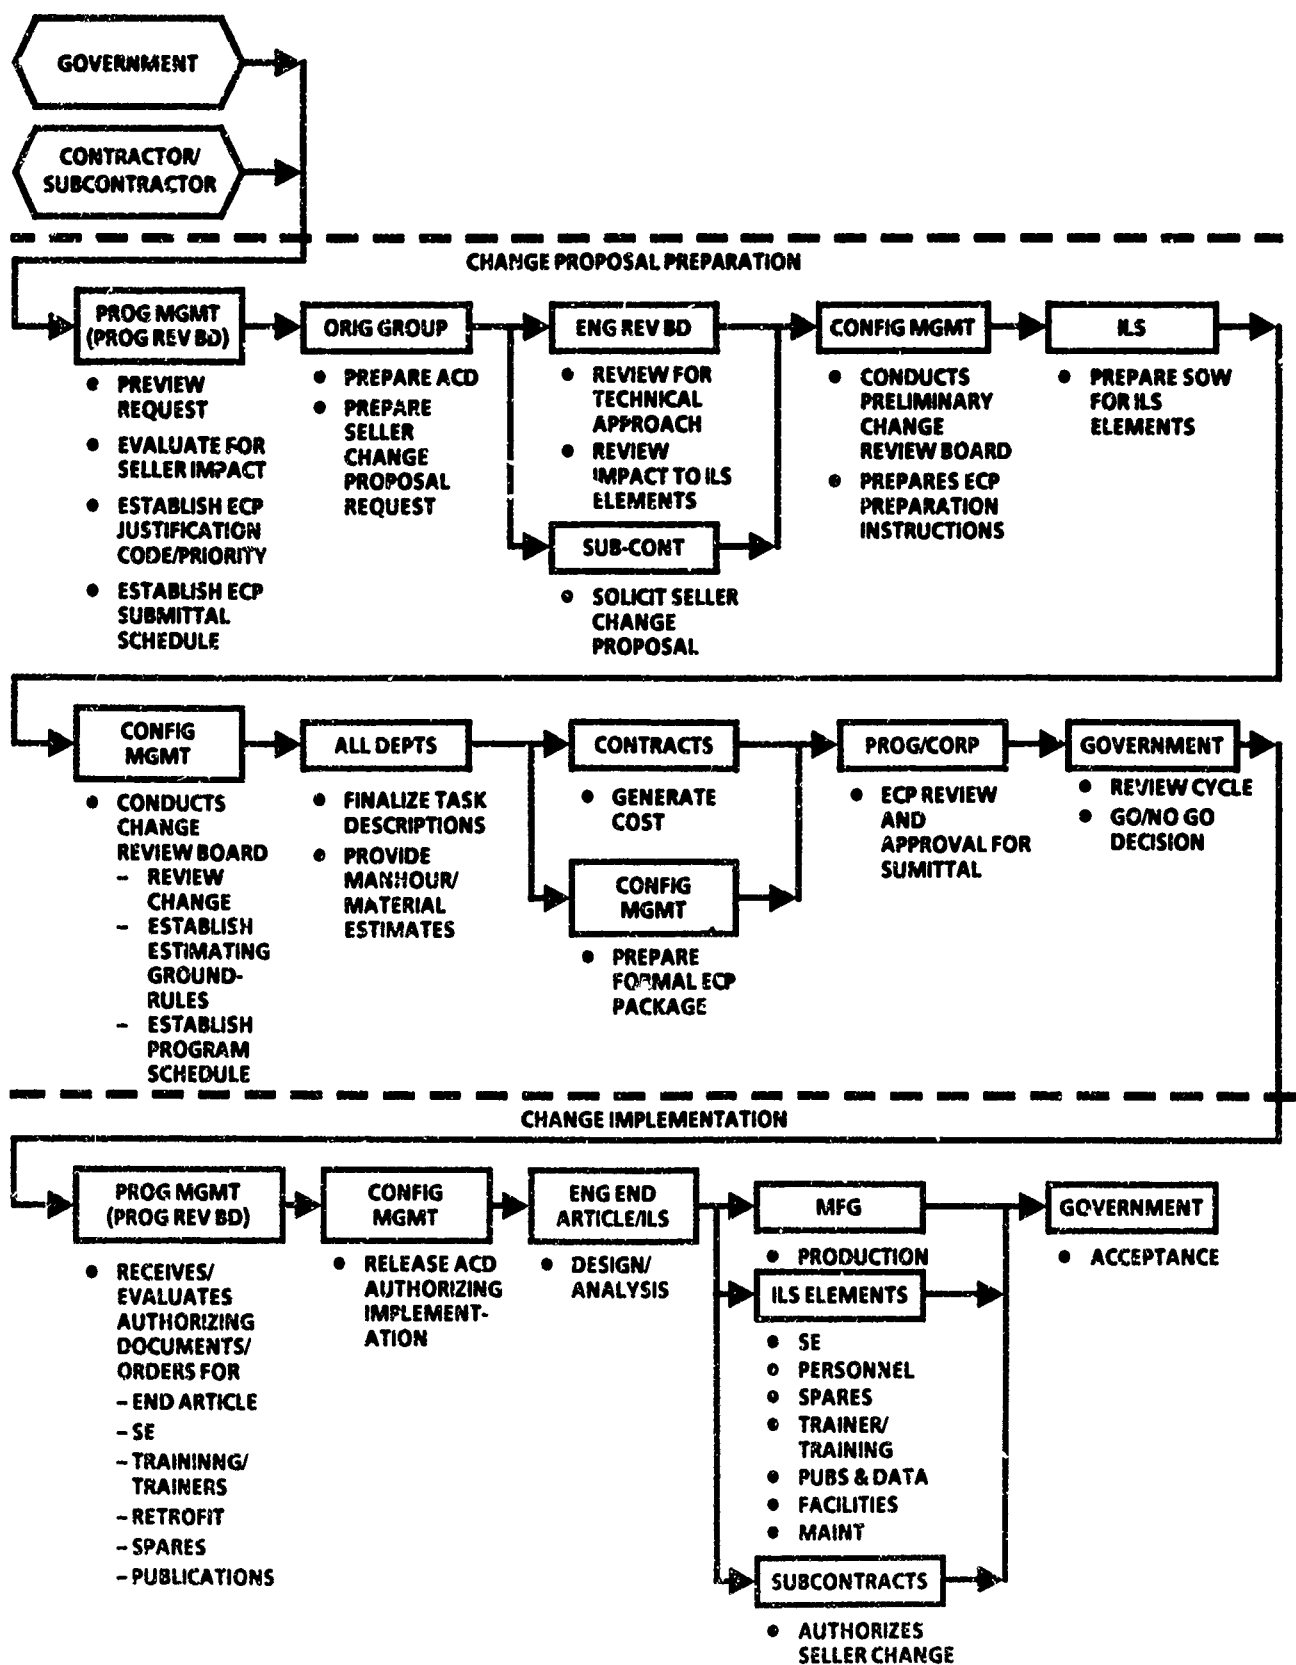 GOVERNMENT
CONTRACTOR/
SUBCONTRACTOR
CHANGE PROPOSAL PREPARATION
PROG MGMT
(PROG REV BD)
● PREVIEW
REQUEST
● EVALUATE FOR
SELLER IMPACT
● ESTABLISH ECP
JUSTIFICATION
CODE/PRIORITY
● ESTABLISH ECP
SUBMITTAL
SCHEDULE
ORIG GROUP
● PREPARE ACD
● PREPARE
SELLER
CHANGE
PROPOSAL
REQUEST
ENG REV BD
● REVIEW FOR
TECHNICAL
APPROACH
● REVIEW
IMPACT TO ILS
ELEMENTS
SUB-CONT
● SOLICIT SELLER
CHANGE
PROPOSAL
CONFIG MGMT
● CONDUCTS
PRELIMINARY
CHANGE
REVIEW BOARD
● PREPARES ECP
PREPARATION
INSTRUCTIONS
ILS
● PREPARE SOW
FOR ILS
ELEMENTS
CONFIG
MGMT
● CONDUCTS
CHANGE
REVIEW BOARD
– REVIEW
CHANGE
– ESTABLISH
ESTIMATING
GROUND-
RULES
– ESTABLISH
PROGRAM
SCHEDULE
ALL DEPTS
● FINALIZE TASK
DESCRIPTIONS
● PROVIDE
MANHOUR/
MATERIAL
ESTIMATES
CONTRACTS
● GENERATE
COST
CONFIG
MGMT
● PREPARE
FORMAL ECP
PACKAGE
PROG/CORP
● ECP REVIEW
AND
APPROVAL FOR
SUMITTAL
GOVERNMENT
● REVIEW CYCLE
● GO/NO GO
DECISION
CHANGE IMPLEMENTATION
PROG MGMT
(PROG REV BD)
● RECEIVES/
EVALUATES
AUTHORIZING
DOCUMENTS/
ORDERS FOR
– END ARTICLE
– SE
– TRAININNG/
TRAINERS
– RETROFIT
– SPARES
– PUBLICATIONS
CONFIG
MGMT
● RELEASE ACD
AUTHORIZING
IMPLEMENT-
ATION
ENG END
ARTICLE/ILS
● DESIGN/
ANALYSIS
MFG
● PRODUCTION
ILS ELEMENTS
● SE
● PERSONNEL
● SPARES
● TRAINER/
TRAINING
● PUBS & DATA
● FACILITIES
● MAINT
SUBCONTRACTS
● AUTHORIZES
SELLER CHANGE
GOVERNMENT
● ACCEPTANCE